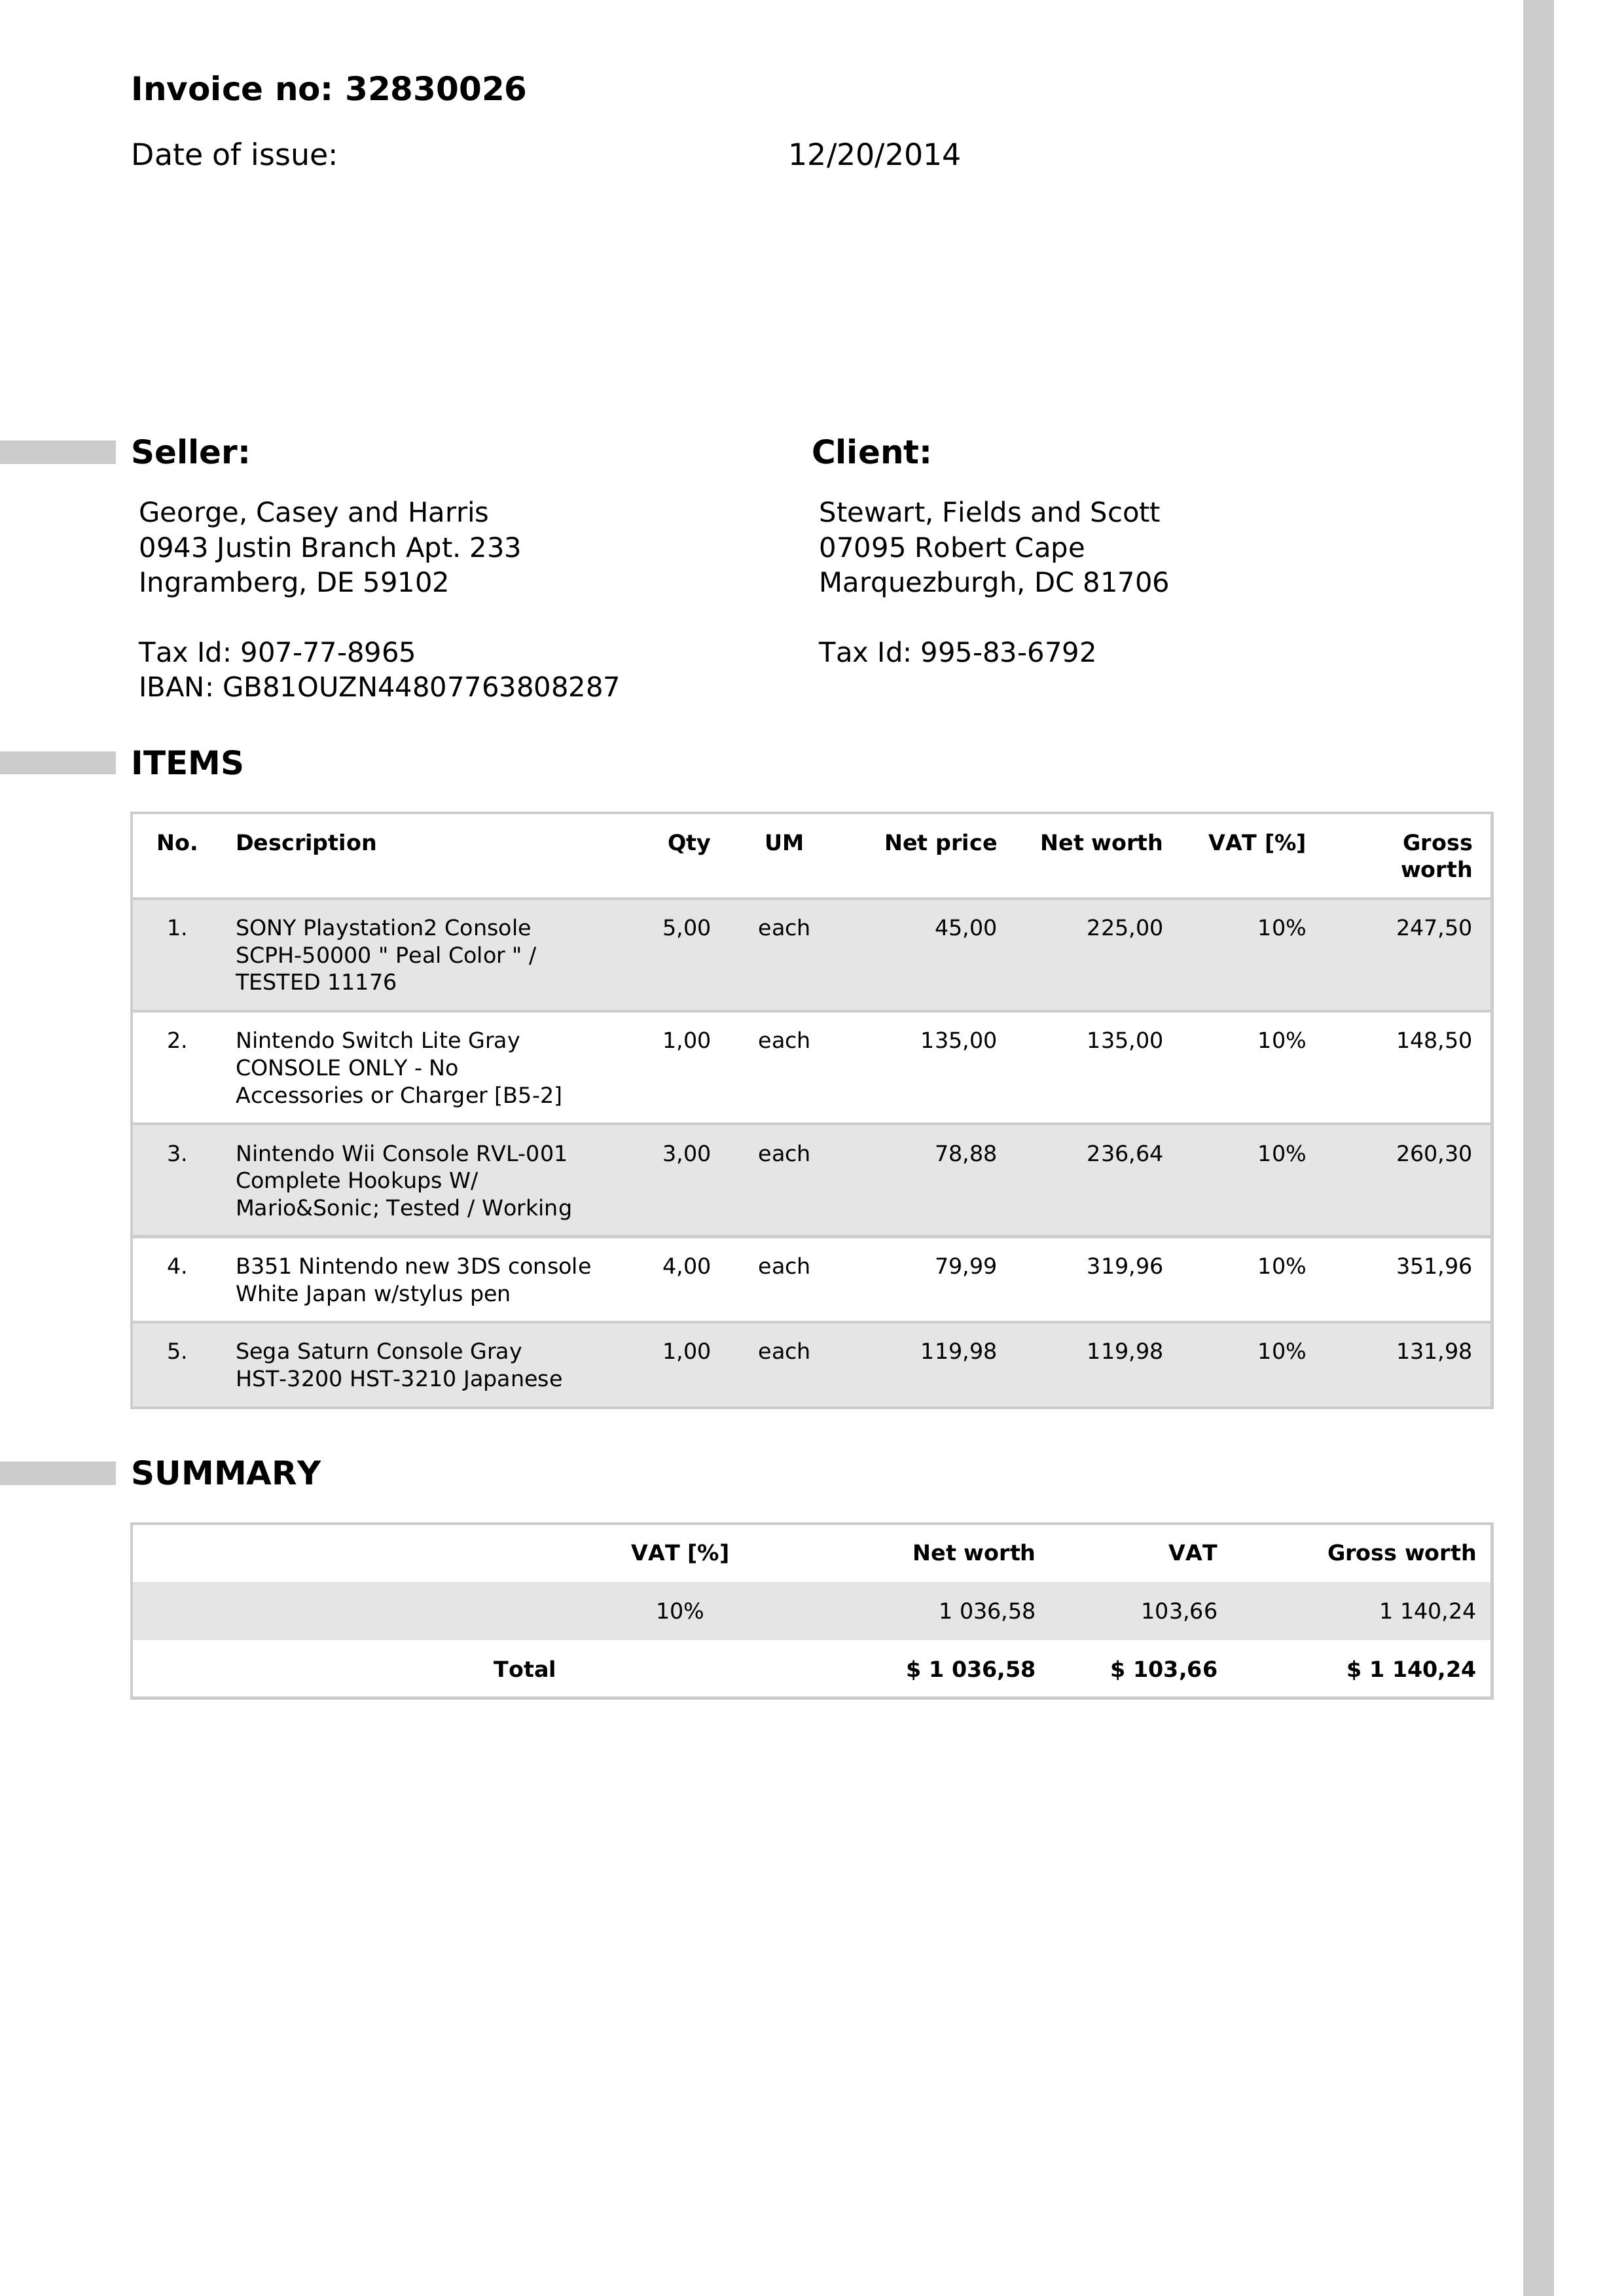 Invoice no: 32830026
Date of issue: 12/20/2014
Seller:
George, Casey and Harris
0943 Justin Branch Apt. 233
Ingramberg, DE 59102
Tax Id: 907-77-8965
IBAN: GB81OUZN44807763808287
Client:
Stewart, Fields and Scott
07095 Robert Cape
Marquezburgh, DC 81706
Tax Id: 995-83-6792
ITEMS
No. Description Qty UM Net price Net worth VAT [%] Gross
worth
1. SONY Playstation2 Console 5,00 each 45,00 225,00 10% 247,50
SCPH-50000 " Peal Color " /
TESTED 11176
2. Nintendo Switch Lite Gray 1,00 each 135,00 135,00 10% 148,50
CONSOLE ONLY - No
Accessories or Charger [B5-2]
3. Nintendo Wii Console RVL-001 3,00 each 78,88 236,64 10% 260,30
Complete Hookups W/
Mario&Sonic; Tested / Working
4. B351 Nintendo new 3DS console 4,00 each 79,99 319,96 10% 351,96
White Japan w/stylus pen
5. Sega Saturn Console Gray 1,00 each 119,98 119,98 10% 131,98
HST-3200 HST-3210 Japanese
SUMMARY
VAT [%] Net worth VAT Gross worth
10% 1 036,58 103,66 1 140,24
Total $ 1 036,58 $ 103,66 $ 1 140,24